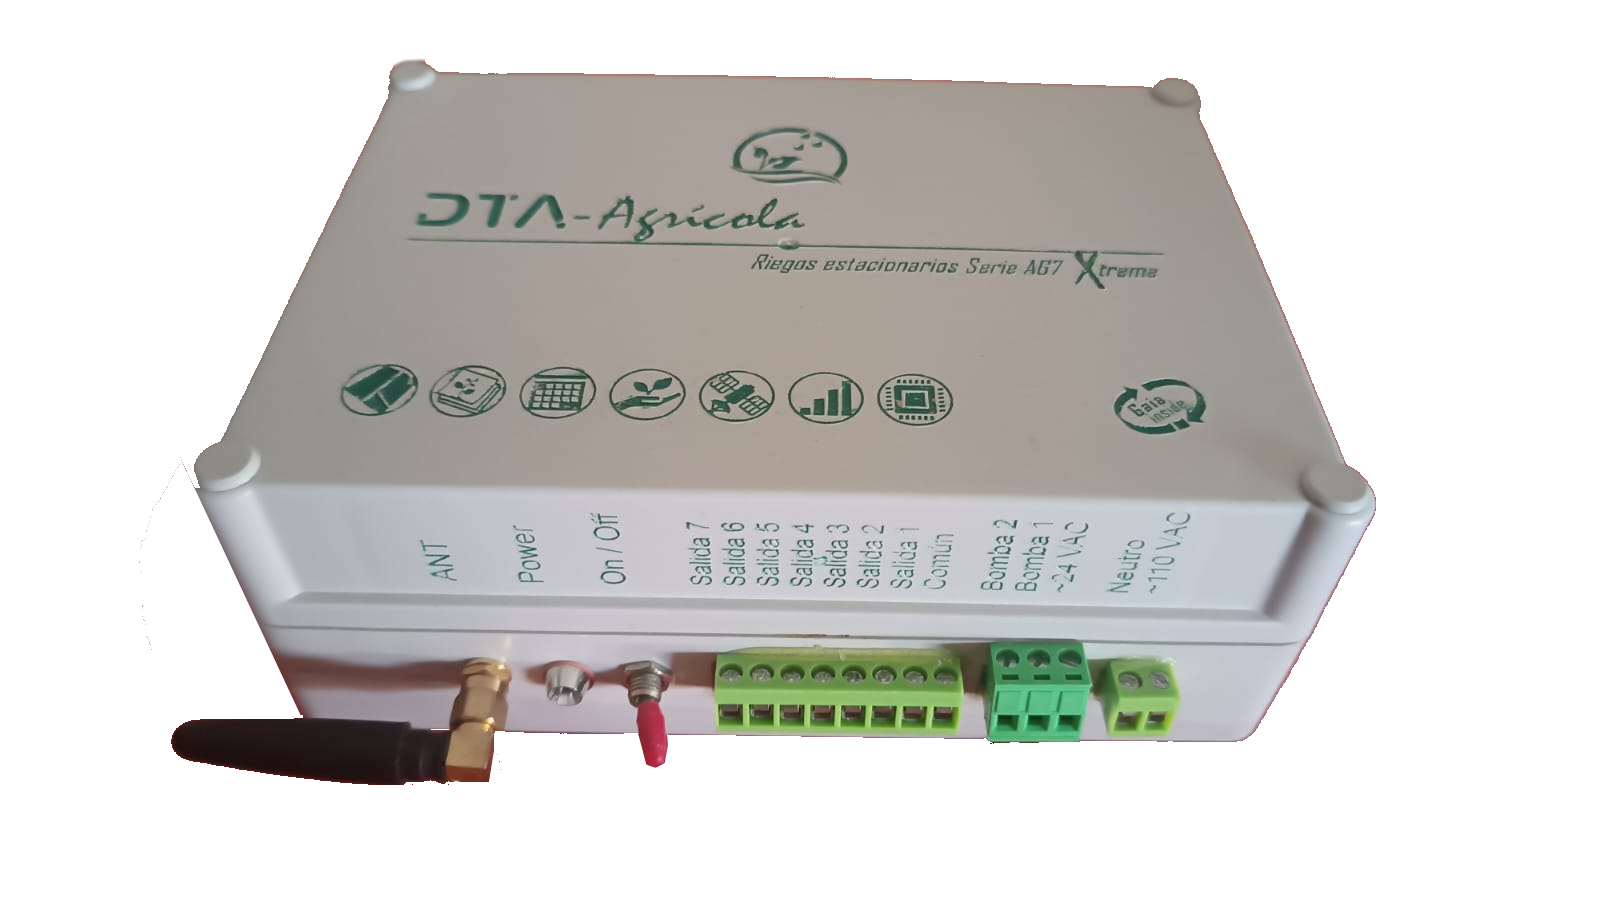 DTA-Agrícola
Riegos estacionarios Serie AG7 Xtreme
Gaia
inside
ANT
Power
On / Off
Salida 7
Salida 6
Salida 5
Salida 4
Salida 3
Salida 2
Salida 1
Común
Bomba 2
Bomba 1
~24 VAC
Neutro
~110 VAC